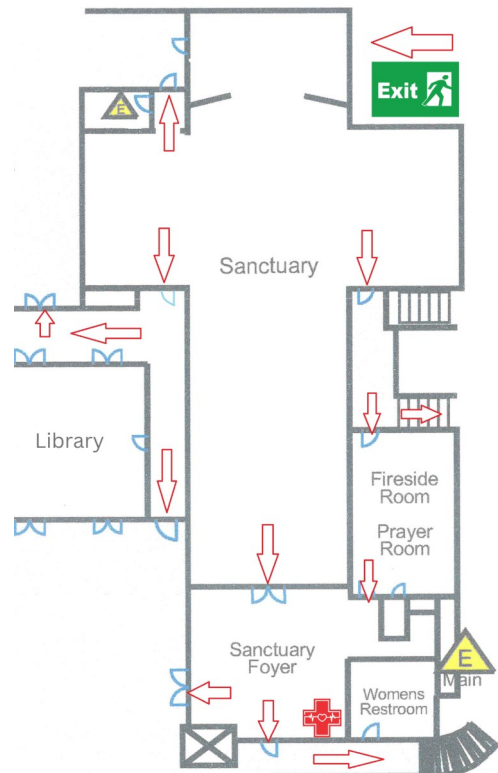 Exit
E
Sanctuary
Library
Fireside
Room
Prayer
Room
Sanctuary
Foyer
E
Main
Womens
Restroom